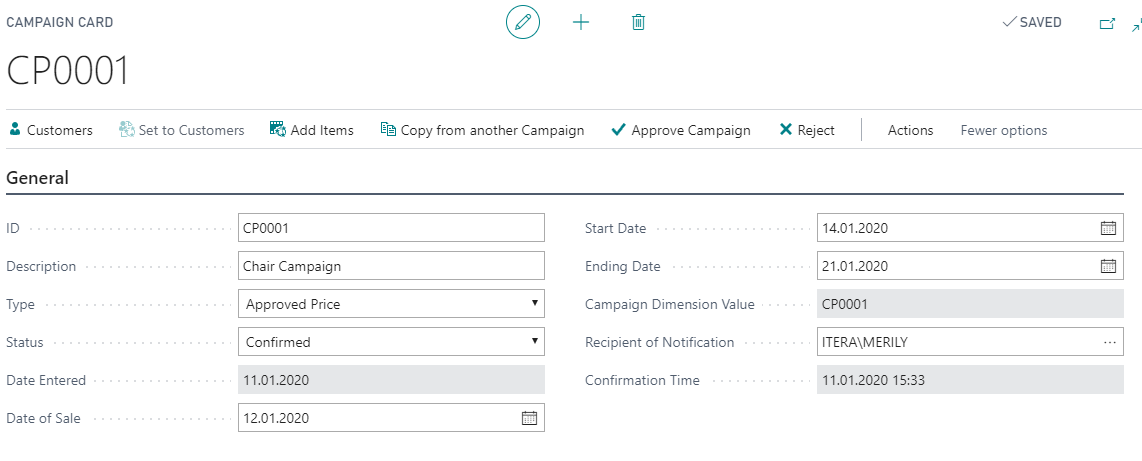 CAMPAIGN CARD
SAVED
CP0001
Customers Set to Customers Add Items Copy from another Campaign Approve Campaign Reject Actions Fewer options
General
ID CP0001
Description Chair Campaign
Type Approved Price
Status Confirmed
Date Entered 11.01.2020
Date of Sale 12.01.2020
Start Date 14.01.2020
Ending Date 21.01.2020
Campaign Dimension Value CP0001
Recipient of Notification ITERA\MERILY
Confirmation Time 11.01.2020 15:33